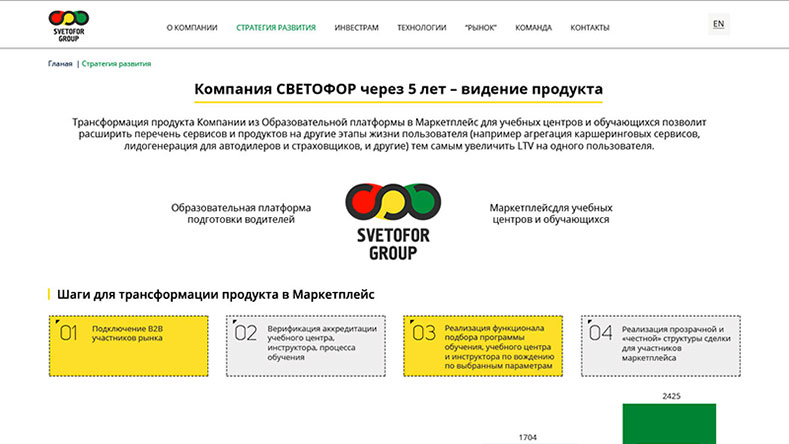 SVETOFOR
GROUP
О КОМПАНИИ СТРАТЕГИЯ РАЗВИТИЯ ИНВЕСТРАМ ТЕХНОЛОГИИ “РЫНОК” КОМАНДА КОНТАКТЫ
EN
Гланая | Стратегия развития
Компания СВЕТОФОР через 5 лет – видение продукта
Трансформация продукта Компании из Образовательной платформы в Маркетплейс для учебных центров и обучающихся позволит
расширить перечень сервисов и продуктов на другие этапы жизни пользователя (например агрегация каршеринговых сервисов,
лидогенерация для автодилеров и страховщиков, и другие) тем самым увеличить LTV на одного пользователя.
Образовательная платформа
подготовки водителей
SVETOFOR
GROUP
Маркетплейсдля учебных
центров и обучающихся
Шаги для трансформации продукта в Маркетплейс
01
Подключение B2B
участников рынка
02
Верификация аккредитации
учебного центра,
инструктора, процесса
обучения
03
Реализация функционала
подбора программы
обучения, учебного центра
и инструктора по вождению
по выбранным параметрам
04
Реализация прозрачной и
«честной» структуры сделки
для участников
маркетплейса
2425
1704